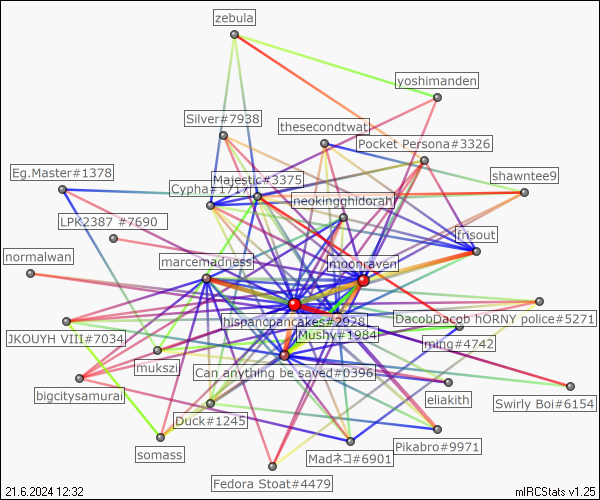 zebula
yoshimanden
Silver#7938
thesecondtwat
Pocket Persona#3326
Eg.Master#1378
Majestic#3375
shawntee9
Cypha#1717
neokingghidorah
LPK2387 #7690
frisout
normalwan
marcemadness
moonraven
hispancpancakes#2928
DacobDacob hORNY police#5271
JKOUYH VIII#7034
Mushy#1984
ming#4742
mukszi
Can anything be saved#0396
bigcitysamurai
eliakith
Swirly Boi#6154
Duck#1245
somass
Pikabro#9971
Madネコ#6901
Fedora Stoat#4479
21.6.2024 12:32
mIRCStats v1.25